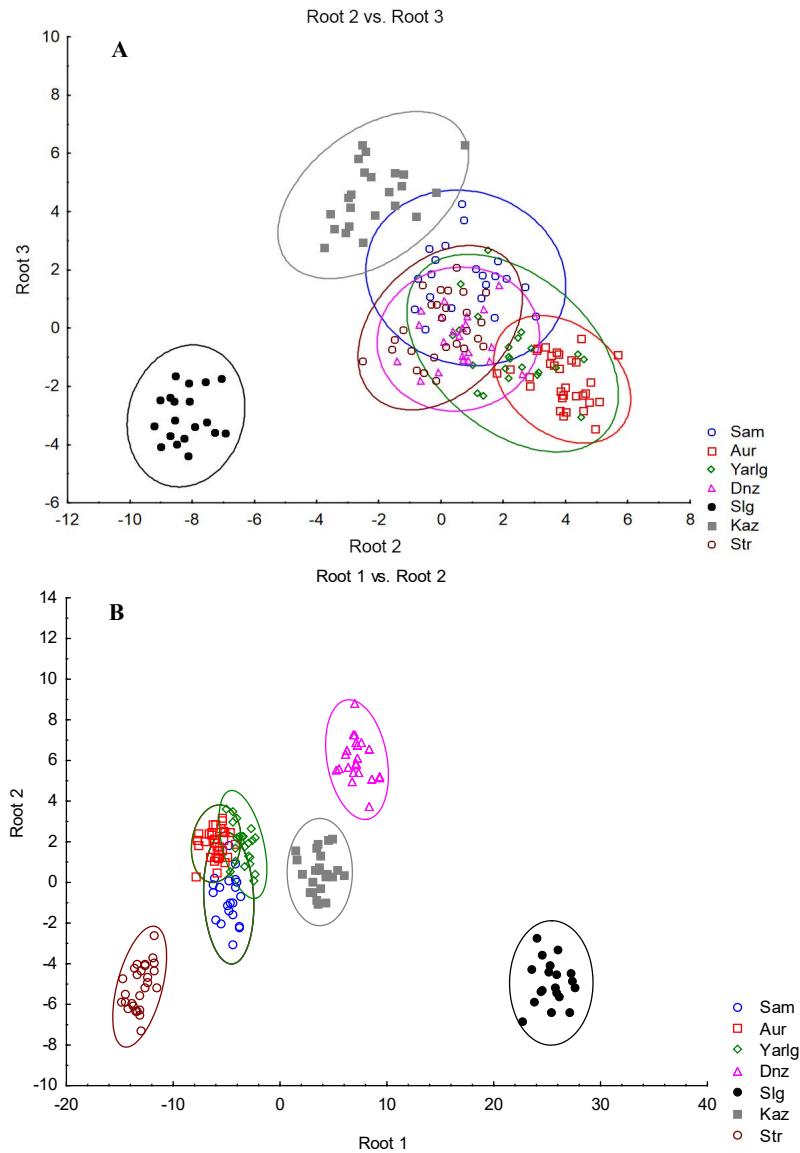 Root 2 vs. Root 3
A
10
8
6
4
2
0
-2
-4
-6
Root 3
-12 -10 -8 -6 -4 -2 0 2 4 6 8
Root 2
Sam
Aur
Yarlg
Dnz
Slg
Kaz
Str
Root 1 vs. Root 2
B
14
12
10
8
6
4
2
0
-2
-4
-6
-8
-10
Root 2
-20 -10 0 10 20 30 40
Root 1
Sam
Aur
Yarlg
Dnz
Slg
Kaz
Str